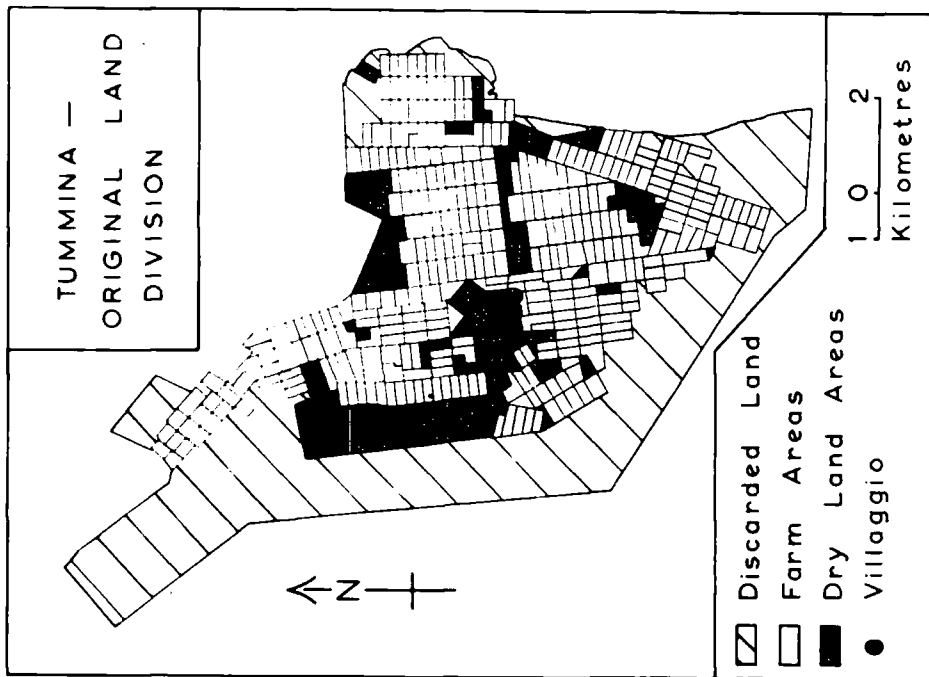 TUMMINA —
ORIGINAL LAND
DIVISION
N
Discarded Land
Farm Areas
Dry Land Areas
Villaggio
1 0 2
Kilometres